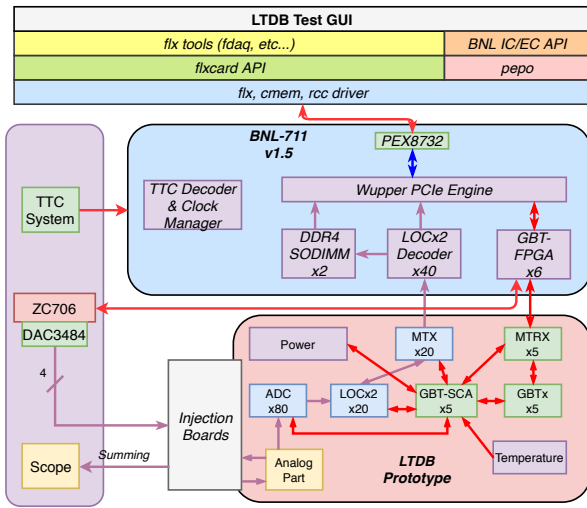 LTDB Test GUI
flx tools (fdaq, etc...)
BNL IC/EC API
flxcard API
pepo
flx, cmem, rcc driver
BNL-711
v1.5
PEX8732
TTC
System
TTC Decoder
& Clock
Manager
Wupper PCIe Engine
DDR4
SODIMM
x2
LOCx2
Decoder
x40
GBT-
FPGA
x6
ZC706
DAC3484
4
Injection
Boards
Summing
Scope
Power
MTX
x20
MTRX
x5
ADC
x80
LOCx2
x20
GBT-SCA
x5
GBTx
x5
Analog
Part
LTDB
Prototype
Temperature